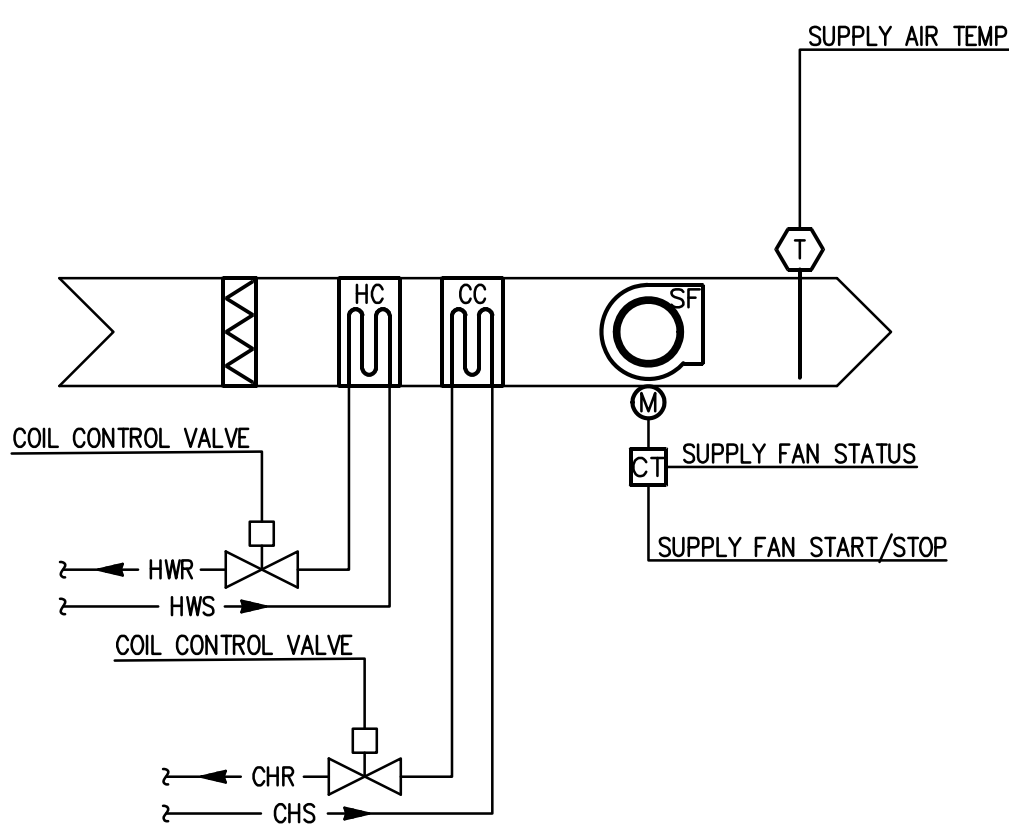 SUPPLY AIR TEMP
T
HC
CC
SF
M
COIL CONTROL VALVE
SUPPLY FAN STATUS
CT
SUPPLY FAN START/STOP
HWR
HWS
COIL CONTROL VALVE
CHR
CHS